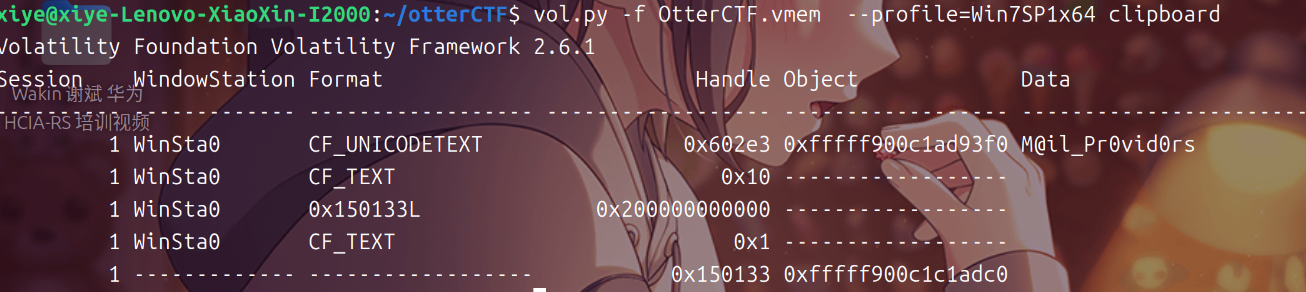 xiye@xiye-Lenovo-XiaoXin-I2000:~/otterCTF$ vol.py -f OtterCTF.vmem  --profile=Win7SP1x64 clipboard
Volatility Foundation Volatility Framework 2.6.1
Session    WindowStation Format                         Handle Object             Data
Wakin 谢斌 华为
---------- ------------- ------------------ ------------------ ------------------ --------------------------------------------------
HCIA-RS 培训视频
         1 WinSta0       CF_UNICODETEXT                0x602e3 0xfffff900c1ad93f0 M@il_Pr0vid0rs
         1 WinSta0       CF_TEXT                          0x10 ------------------
         1 WinSta0       0x150133L              0x200000000000 ------------------
         1 WinSta0       CF_TEXT                           0x1 ------------------
         1 ------------- ------------------           0x150133 0xfffff900c1c1adc0